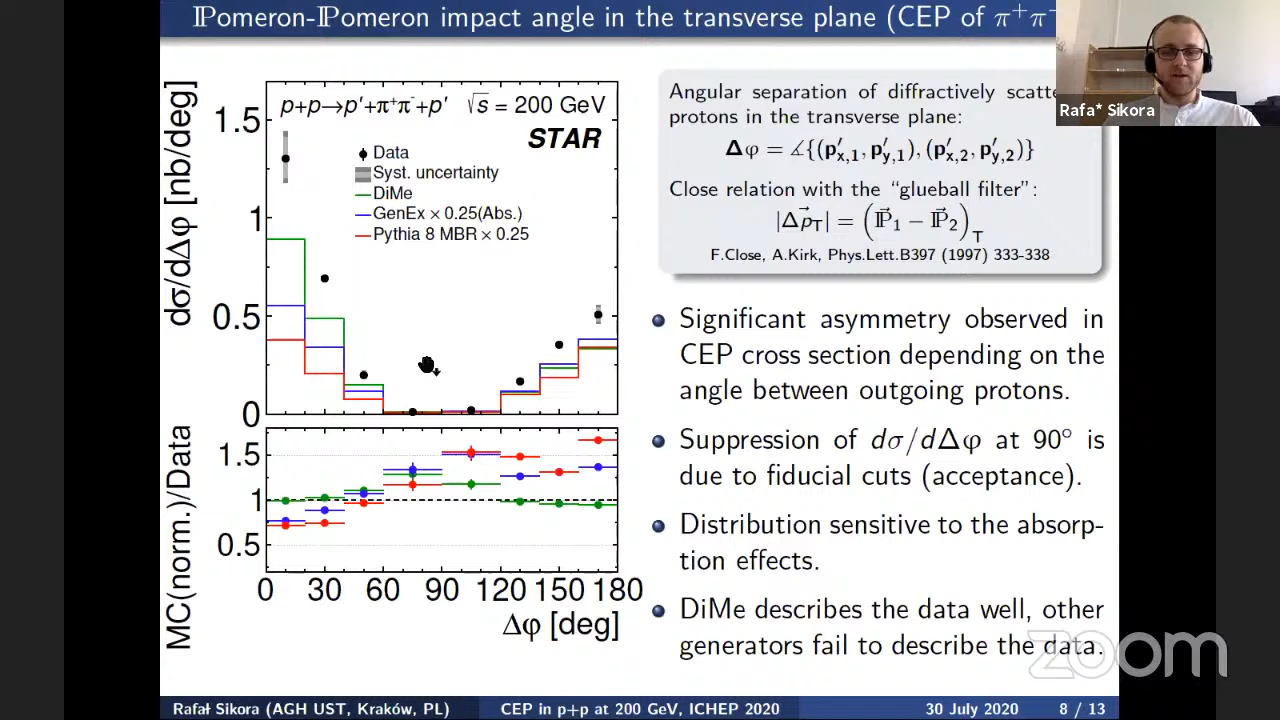 ℙomeron-ℙomeron impact angle in the transverse plane (CEP of π⁺π⁻
Rafa* Sikora
dσ/dΔφ [nb/deg]
1.5
1
0.5
0
p+p→p′+π⁺π⁻+p′ √s = 200 GeV
STAR
Data
Syst. uncertainty
DiMe
GenEx × 0.25(Abs.)
Pythia 8 MBR × 0.25
MC(norm.)/Data
1.5
1
0.5
0 30 60 90 120 150 180
Δφ [deg]
Angular separation of diffractively scatte
protons in the transverse plane:
Δφ = ∡{(p′x,1, p′y,1), (p′x,2, p′y,2)}
Close relation with the “glueball filter”:
|Δp⃗T| = (ℙ⃗1 − ℙ⃗2)T
F.Close, A.Kirk, Phys.Lett.B397 (1997) 333-338
Significant asymmetry observed in
CEP cross section depending on the
angle between outgoing protons.
Suppression of dσ/dΔφ at 90° is
due to fiducial cuts (acceptance).
Distribution sensitive to the absorp-
tion effects.
DiMe describes the data well, other
generators fail to describe the data.
zoom
Rafał Sikora (AGH UST, Kraków, PL) CEP in p+p at 200 GeV, ICHEP 2020 30 July 2020 8 / 13